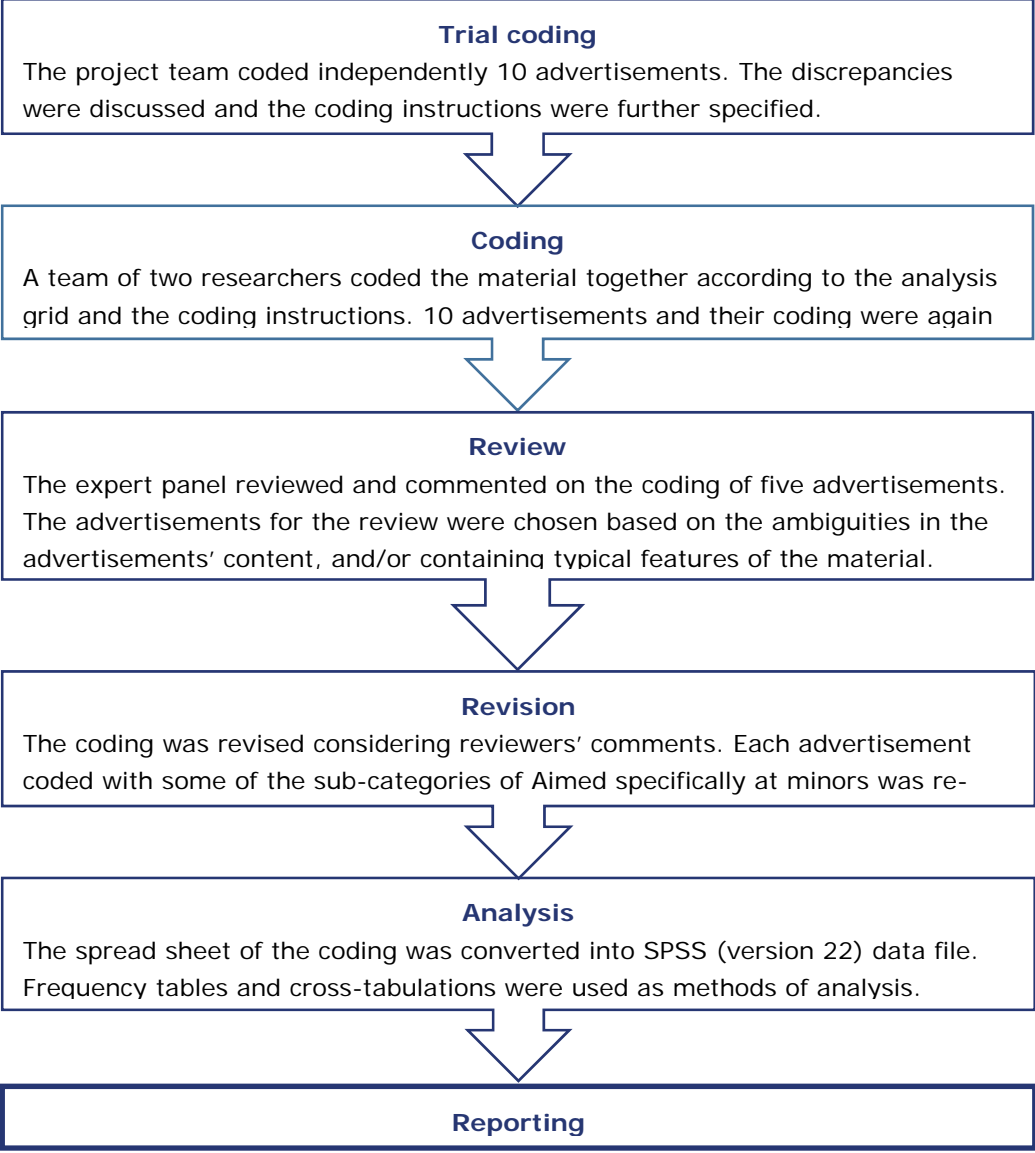 Trial coding
The project team coded independently 10 advertisements. The discrepancies
were discussed and the coding instructions were further specified.
Coding
A team of two researchers coded the material together according to the analysis
grid and the coding instructions. 10 advertisements and their coding were again
Review
The expert panel reviewed and commented on the coding of five advertisements.
The advertisements for the review were chosen based on the ambiguities in the
advertisements’ content, and/or containing typical features of the material.
Revision
The coding was revised considering reviewers’ comments. Each advertisement
coded with some of the sub-categories of Aimed specifically at minors was re-
Analysis
The spread sheet of the coding was converted into SPSS (version 22) data file.
Frequency tables and cross-tabulations were used as methods of analysis.
Reporting